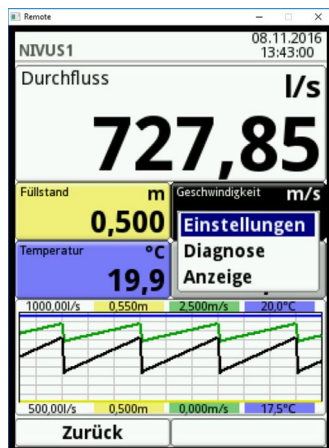 Remote
NIVUS1
08.11.2016
13:43:00
Durchfluss
l/s
727,85
Füllstand m
0,500
Geschwindigkeit m/s
Einstellungen
Diagnose
Anzeige
Temperatur °C
19,9
1000,00l/s 0,550m 2,500m/s 20,0°C
500,00l/s 0,500m 0,000m/s 17,5°C
Zurück